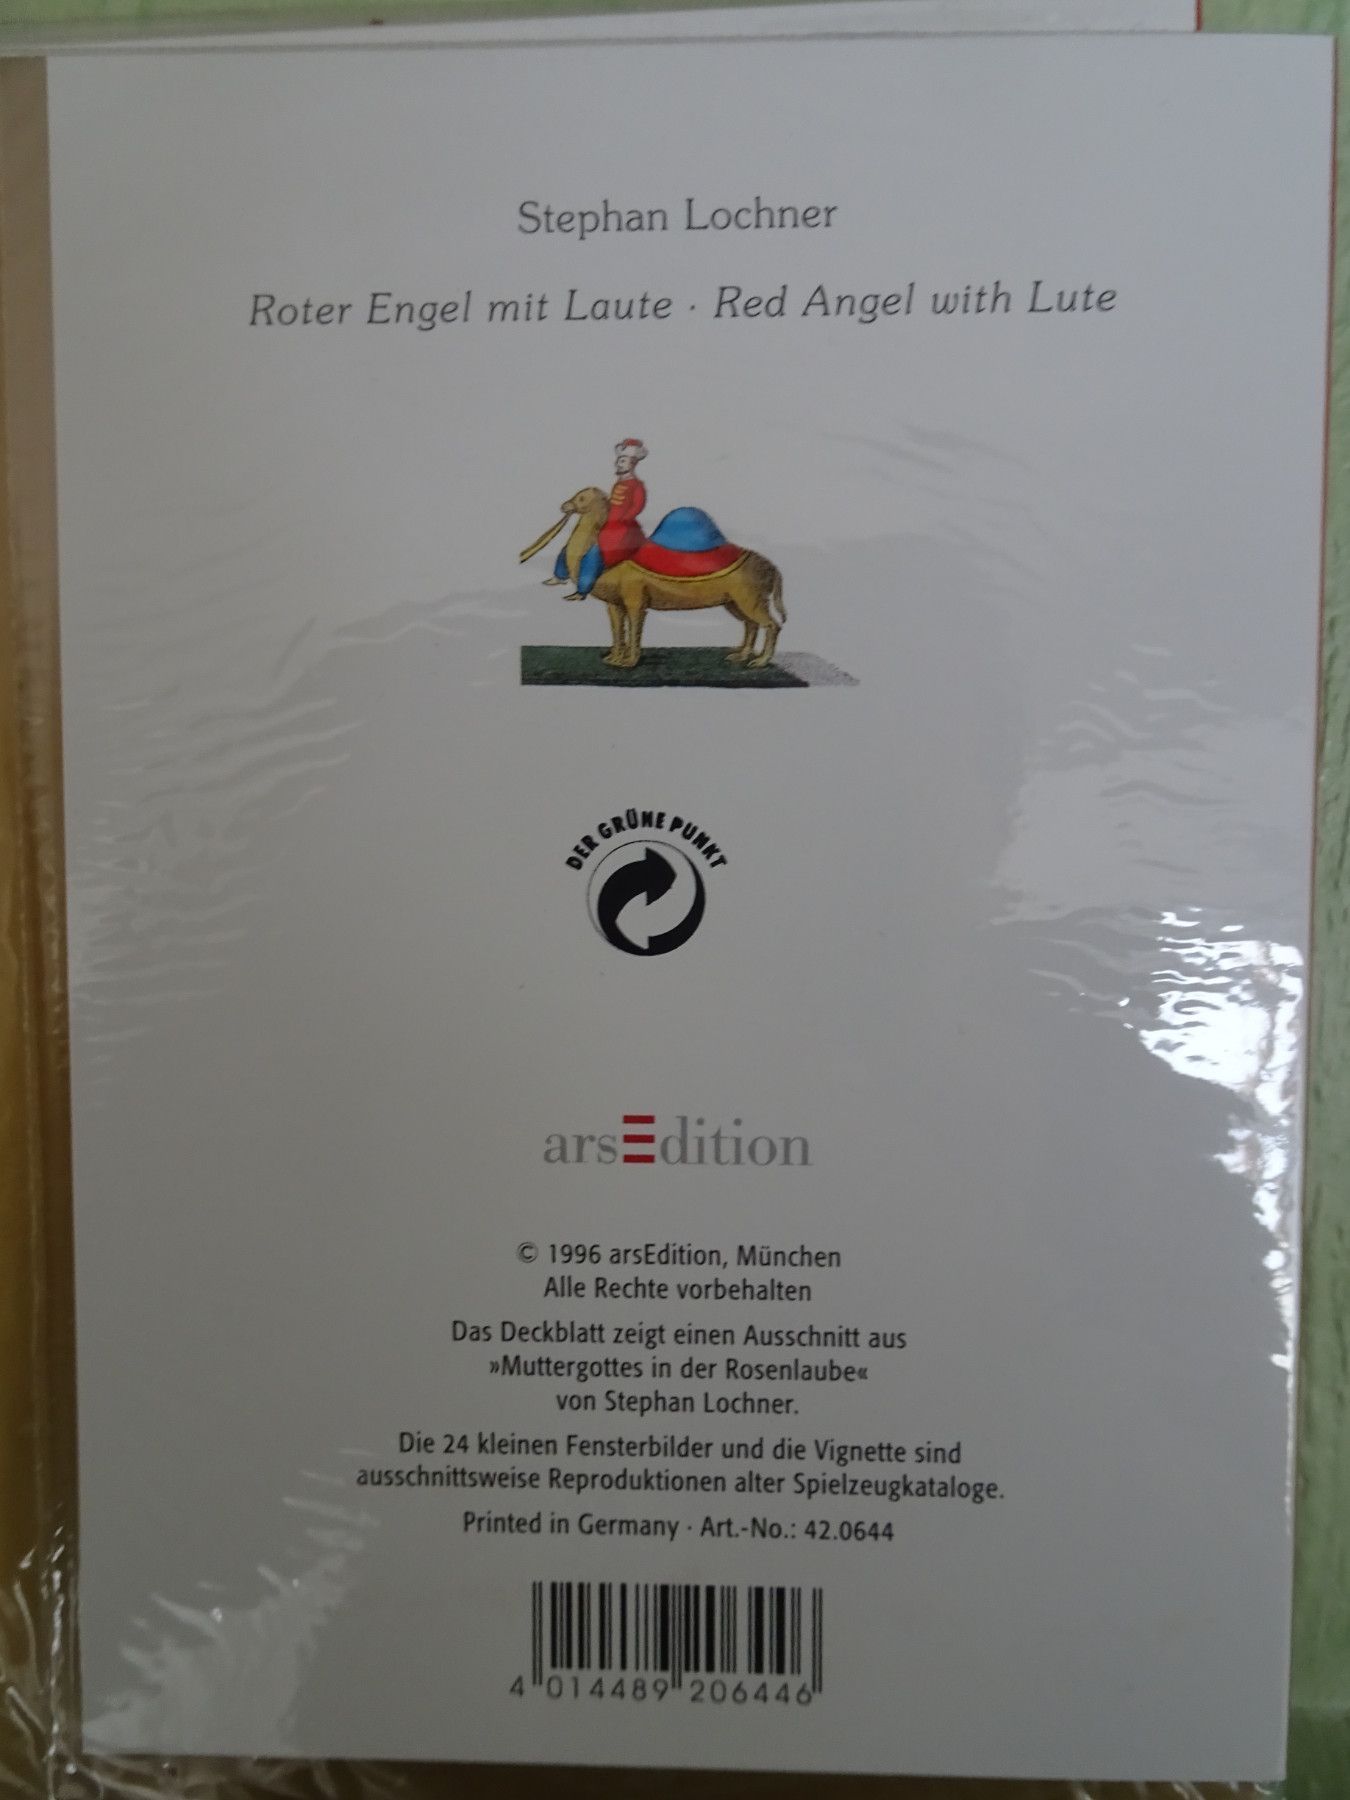 Stephan Lochner
Roter Engel mit Laute · Red Angel with Lute
DER GRÜNE PUNKT
arsEdition
© 1996 arsEdition, München
Alle Rechte vorbehalten
Das Deckblatt zeigt einen Ausschnitt aus
»Muttergottes in der Rosenlaube«
von Stephan Lochner.
Die 24 kleinen Fensterbilder und die Vignette sind
ausschnittsweise Reproduktionen alter Spielzeugkataloge.
Printed in Germany · Art.-No.: 42.0644
4 014489 206446